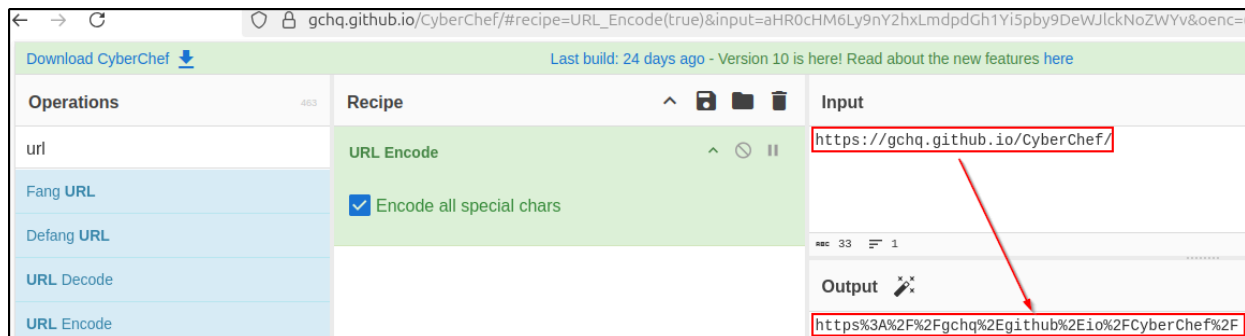 gchq.github.io/CyberChef/#recipe=URL_Encode(true)&input=aHR0cHM6Ly9nY2hxLmdpdGh1Yi5pby9DeWJlckNoZWYv&oenc=
Download CyberChef
Last build: 24 days ago - Version 10 is here! Read about the new features here
Operations 463
Recipe
Input
url
URL Encode
https://gchq.github.io/CyberChef/
Fang URL
Encode all special chars
Defang URL
ABC 33 1
URL Decode
Output
URL Encode
https%3A%2F%2Fgchq%2Egithub%2Eio%2FCyberChef%2F